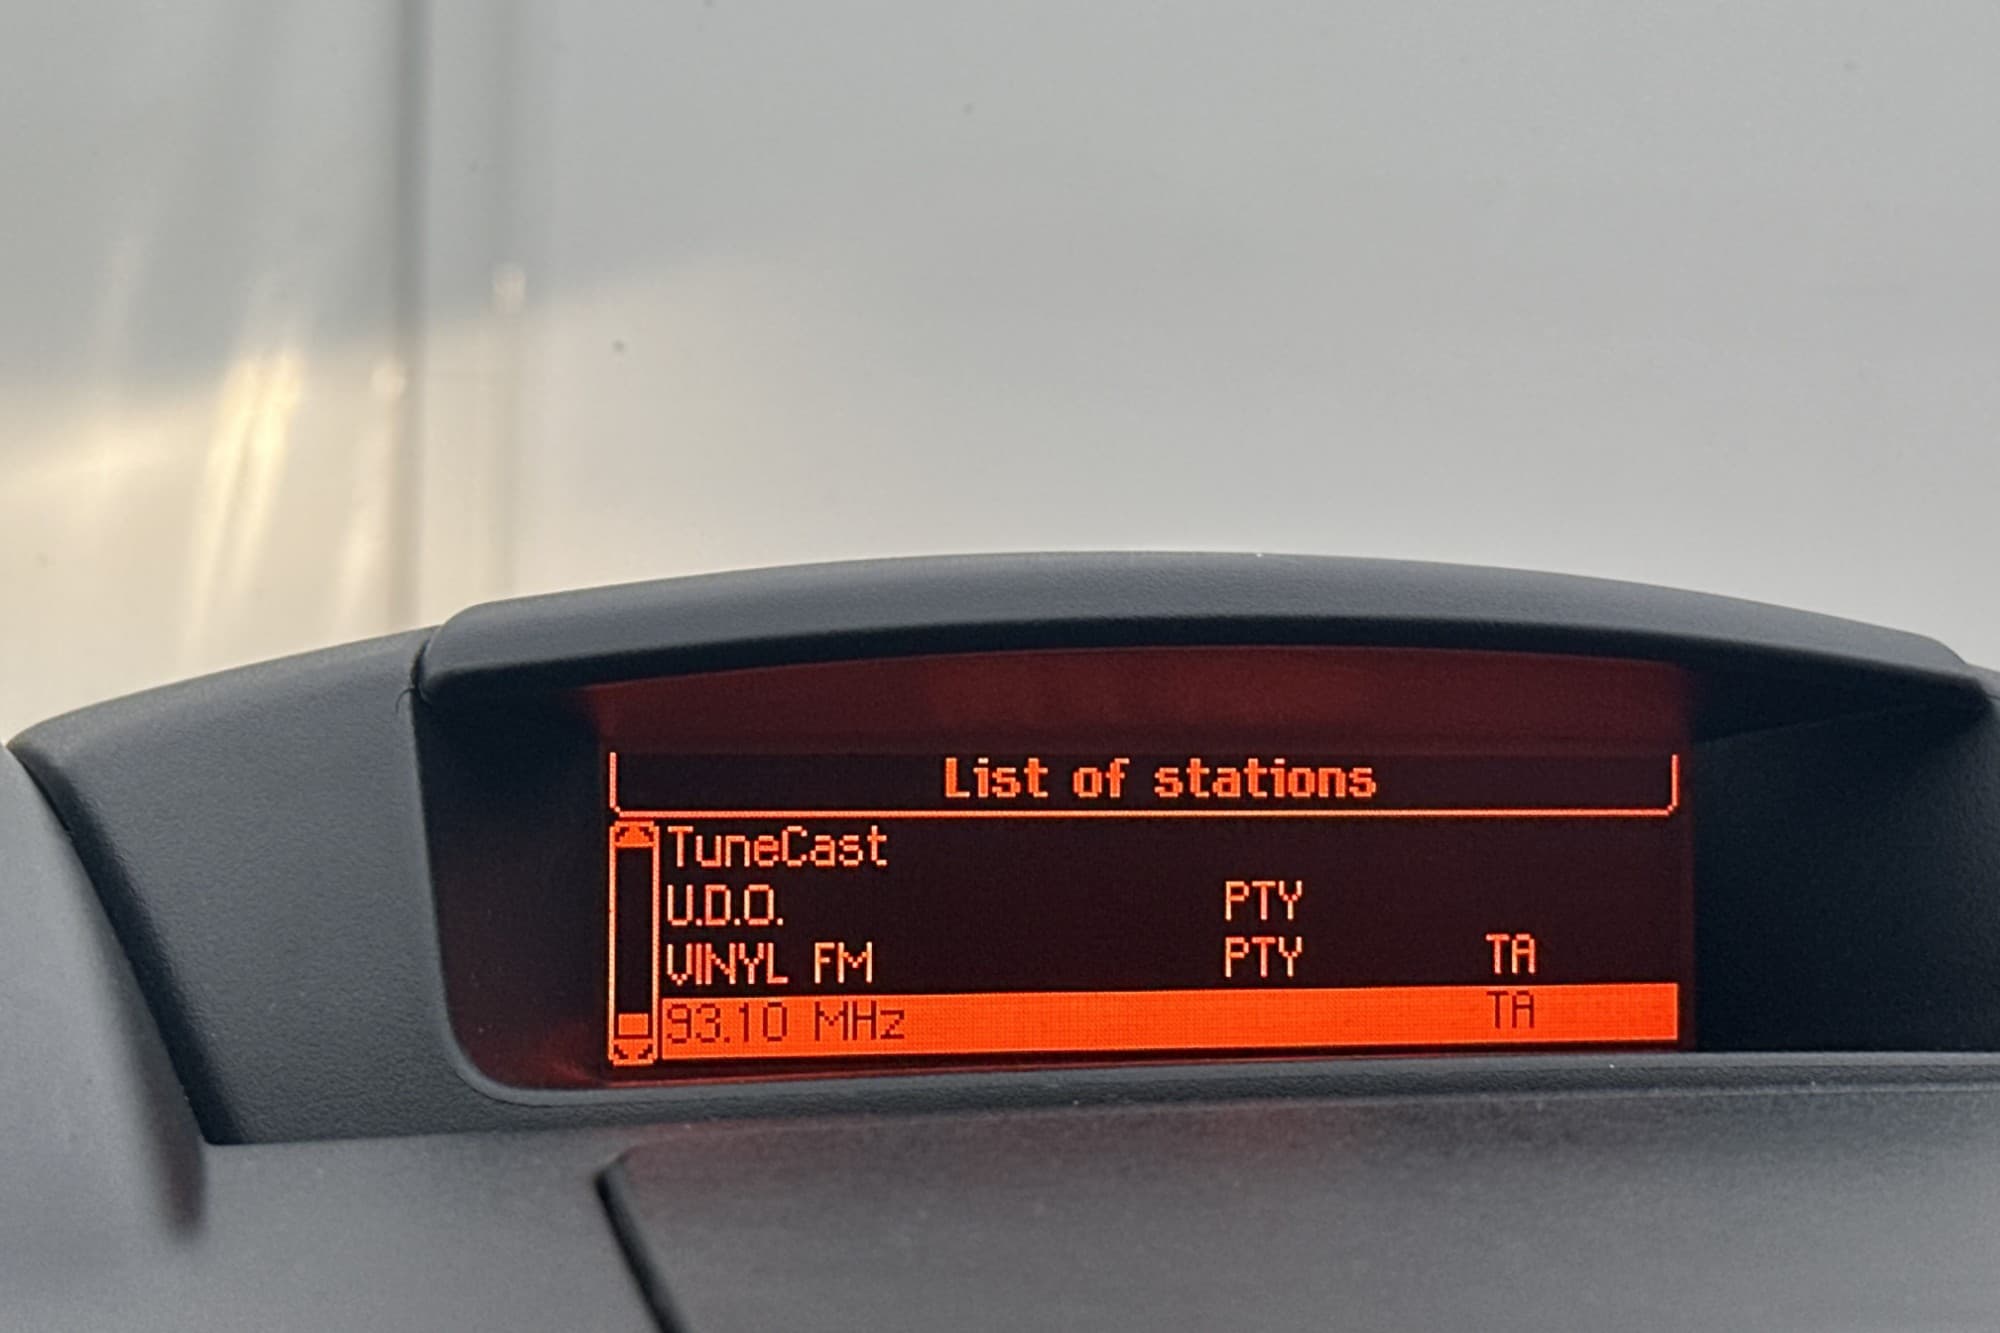 List of stations
TuneCast
U.D.O. PTY
VINYL FM PTY TA
93.10 MHz TA